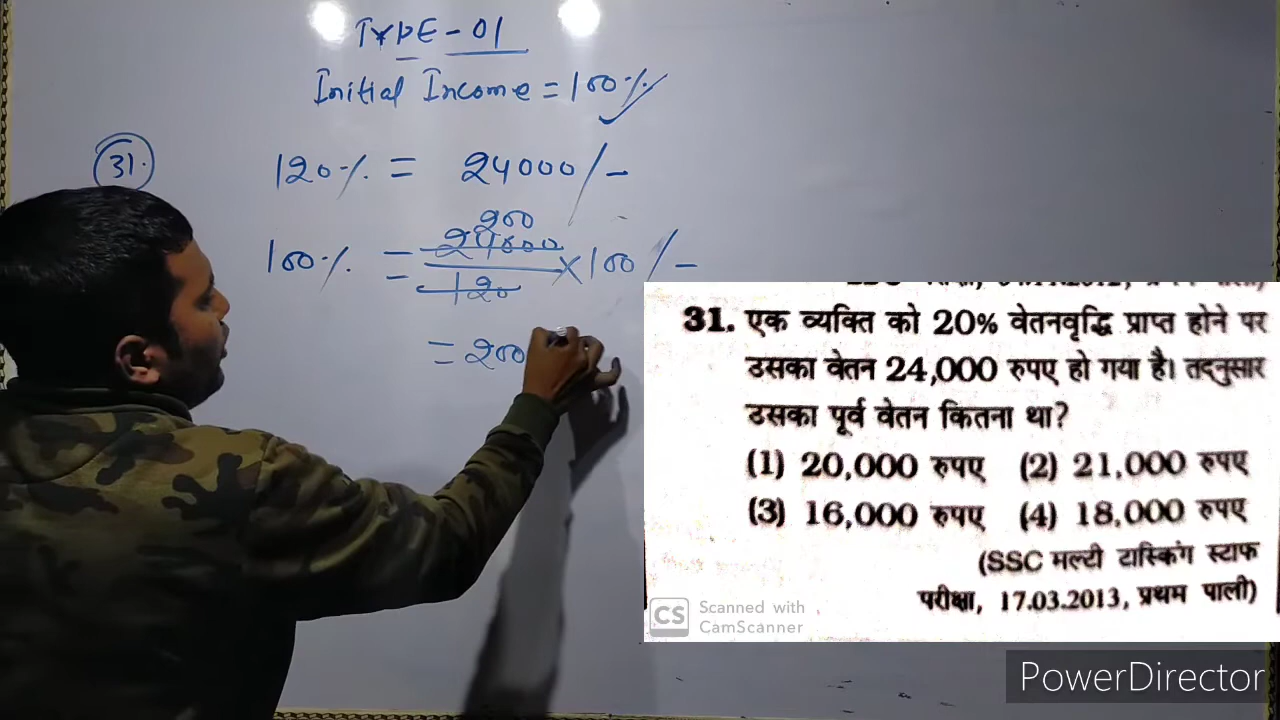 TYPE-01
Initial Income = 100%
31.
120% = 24000/-
200
100% = 24000/120 × 100/-
= 200
31. एक व्यक्ति को 20% वेतनवृद्धि प्राप्त होने पर
उसका वेतन 24,000 रुपए हो गया है। तद्नुसार
उसका पूर्व वेतन कितना था?
(1) 20,000 रुपए (2) 21,000 रुपए
(3) 16,000 रुपए (4) 18,000 रुपए
(SSC मल्टी टास्किंग स्टाफ
परीक्षा, 17.03.2013, प्रथम पाली)
CS Scanned with
CamScanner
PowerDirector